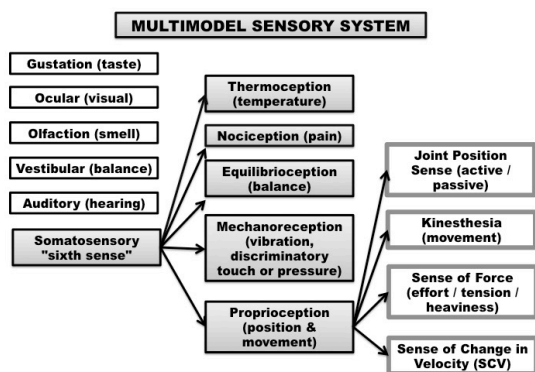 MULTIMODEL SENSORY SYSTEM
Gustation (taste)
Ocular (visual)
Olfaction (smell)
Vestibular (balance)
Auditory (hearing)
Somatosensory
"sixth sense"
Thermoception
(temperature)
Nociception (pain)
Equilibrioception
(balance)
Mechanoreception
(vibration,
discriminatory
touch or pressure)
Proprioception
(position &
movement)
Joint Position
Sense (active /
passive)
Kinesthesia
(movement)
Sense of Force
(effort / tension /
heaviness)
Sense of Change in
Velocity (SCV)